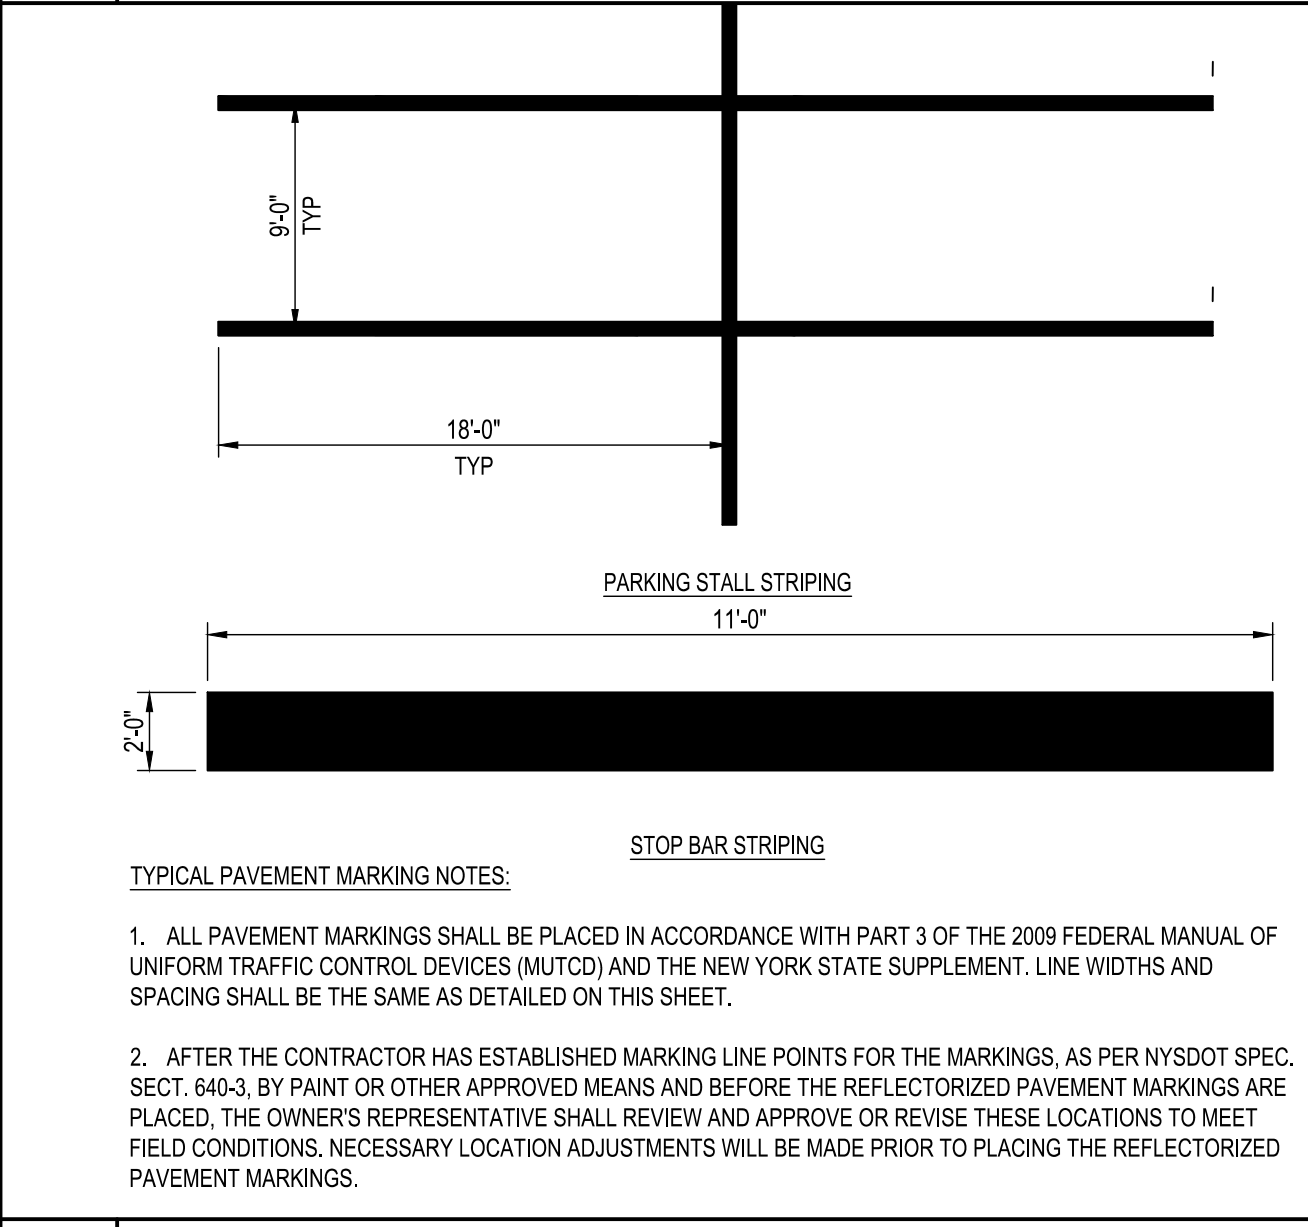 9'-0"
TYP
18'-0"
TYP
PARKING STALL STRIPING
11'-0"
2'-0"
STOP BAR STRIPING
TYPICAL PAVEMENT MARKING NOTES:
1. ALL PAVEMENT MARKINGS SHALL BE PLACED IN ACCORDANCE WITH PART 3 OF THE 2009 FEDERAL MANUAL OF
UNIFORM TRAFFIC CONTROL DEVICES (MUTCD) AND THE NEW YORK STATE SUPPLEMENT. LINE WIDTHS AND
SPACING SHALL BE THE SAME AS DETAILED ON THIS SHEET.
2. AFTER THE CONTRACTOR HAS ESTABLISHED MARKING LINE POINTS FOR THE MARKINGS, AS PER NYSDOT SPEC.
SECT. 640-3, BY PAINT OR OTHER APPROVED MEANS AND BEFORE THE REFLECTORIZED PAVEMENT MARKINGS ARE
PLACED, THE OWNER'S REPRESENTATIVE SHALL REVIEW AND APPROVE OR REVISE THESE LOCATIONS TO MEET
FIELD CONDITIONS. NECESSARY LOCATION ADJUSTMENTS WILL BE MADE PRIOR TO PLACING THE REFLECTORIZED
PAVEMENT MARKINGS.